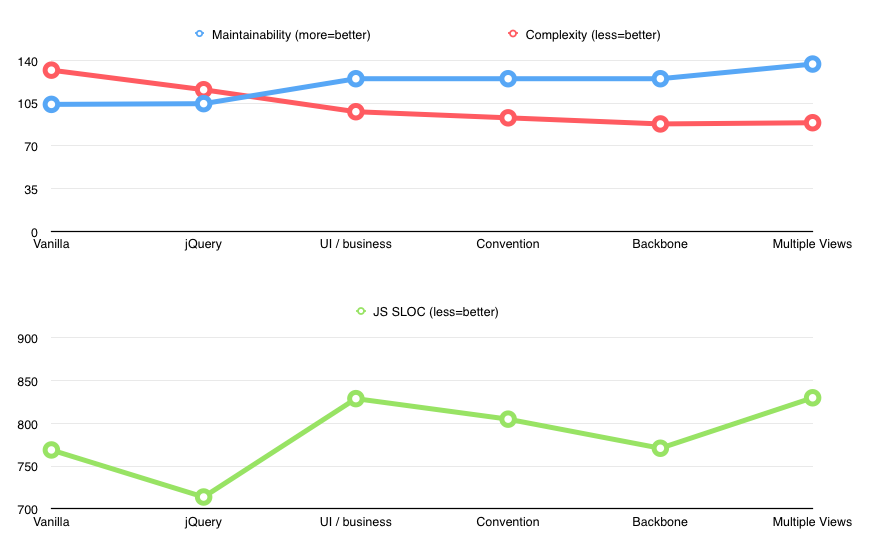 Maintainability (more=better) Complexity (less=better)
140
105
70
35
0
Vanilla jQuery UI / business Convention Backbone Multiple Views
JS SLOC (less=better)
900
850
800
750
700
Vanilla jQuery UI / business Convention Backbone Multiple Views